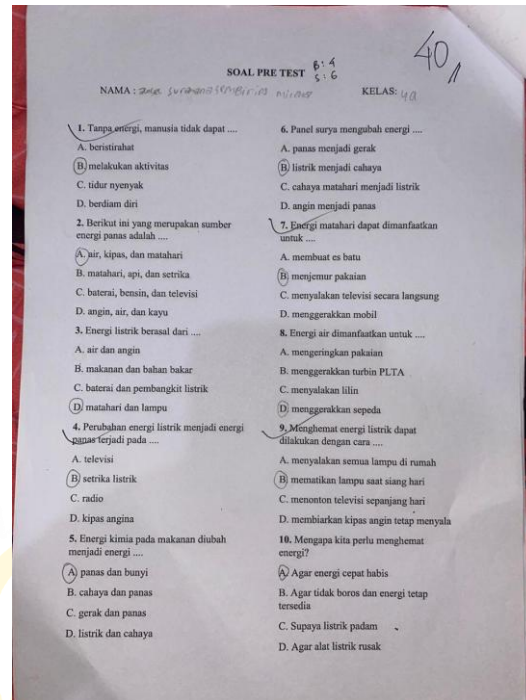 40
SOAL PRE TEST
B : 4
S : 6
NAMA :
KELAS: 4a
1. Tanpa energi, manusia tidak dapat ....
A. beristirahat
B. melakukan aktivitas
C. tidur nyenyak
D. berdiam diri
2. Berikut ini yang merupakan sumber
energi panas adalah ....
A. air, kipas, dan matahari
B. matahari, api, dan setrika
C. baterai, bensin, dan televisi
D. angin, air, dan kayu
3. Energi listrik berasal dari ....
A. air dan angin
B. makanan dan bahan bakar
C. baterai dan pembangkit listrik
D. matahari dan lampu
4. Perubahan energi listrik menjadi energi
panas terjadi pada ....
A. televisi
B. setrika listrik
C. radio
D. kipas angina
5. Energi kimia pada makanan diubah
menjadi energi ....
A. panas dan bunyi
B. cahaya dan panas
C. gerak dan panas
D. listrik dan cahaya
6. Panel surya mengubah energi ....
A. panas menjadi gerak
B. listrik menjadi cahaya
C. cahaya matahari menjadi listrik
D. angin menjadi panas
7. Energi matahari dapat dimanfaatkan
untuk ....
A. membuat es batu
B. menjemur pakaian
C. menyalakan televisi secara langsung
D. menggerakkan mobil
8. Energi air dimanfaatkan untuk ....
A. mengeringkan pakaian
B. menggerakkan turbin PLTA
C. menyalakan lilin
D. menggerakkan sepeda
9. Menghemat energi listrik dapat
dilakukan dengan cara ....
A. menyalakan semua lampu di rumah
B. mematikan lampu saat siang hari
C. menonton televisi sepanjang hari
D. membiarkan kipas angin tetap menyala
10. Mengapa kita perlu menghemat
energi?
A. Agar energi cepat habis
B. Agar tidak boros dan energi tetap
tersedia
C. Supaya listrik padam
D. Agar alat listrik rusak